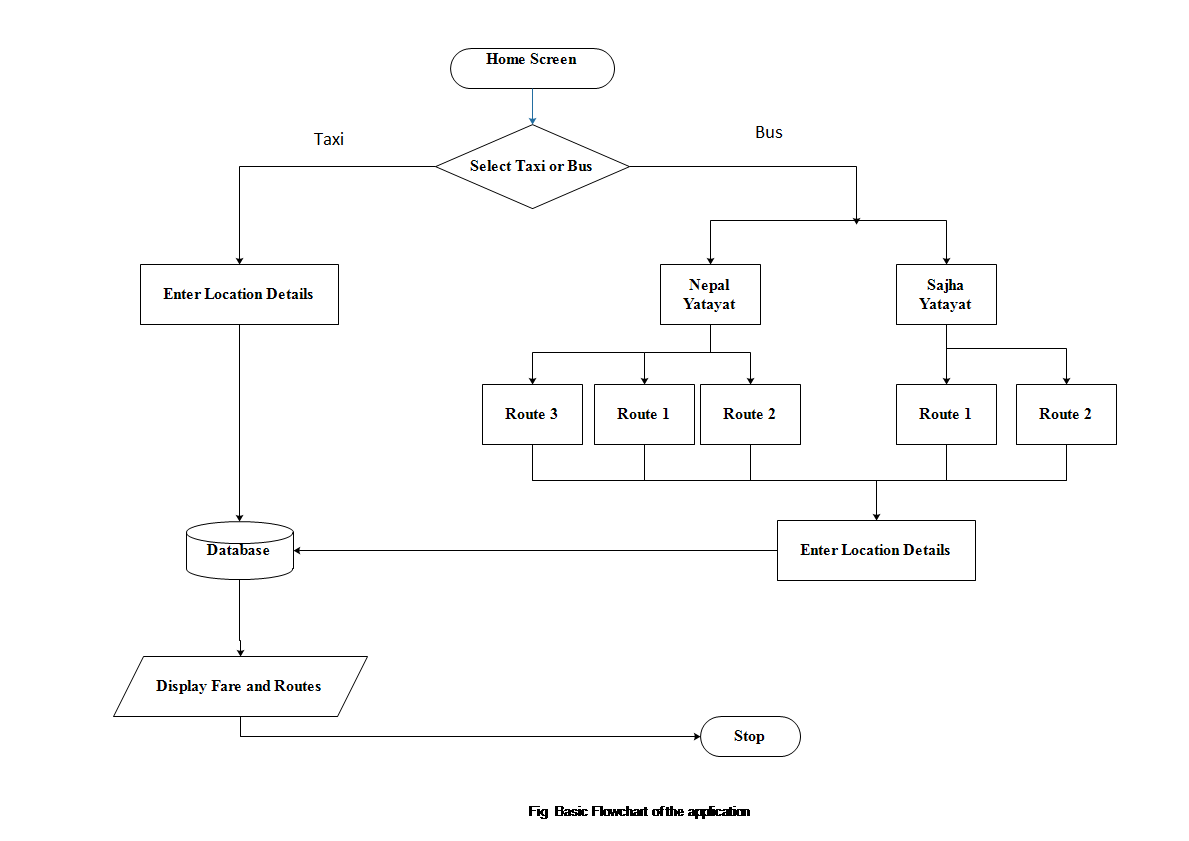 Home Screen
Taxi
Bus
Select Taxi or Bus
Enter Location Details
Nepal
Yatayat
Sajha
Yatayat
Route 3
Route 1
Route 2
Route 1
Route 2
Database
Enter Location Details
Display Fare and Routes
Stop
Fig Basic Flowchart of the application